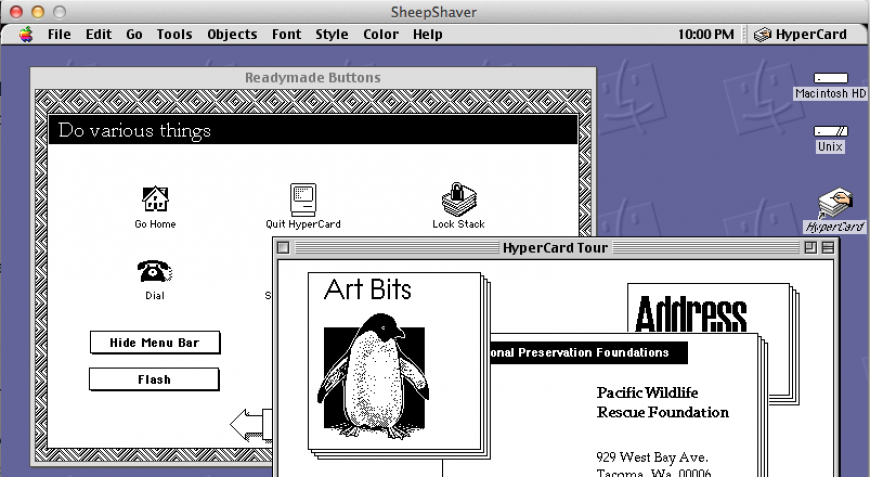 SheepShaver
File Edit Go Tools Objects Font Style Color Help 10:00 PM HyperCard
Readymade Buttons
Do various things
Go Home
Quit HyperCard
Lock Stack
Dial
S
Hide Menu Bar
Flash
Macintosh HD
Unix
HyperCard
HyperCard Tour
Art Bits
Address
onal Preservation Foundations
Pacific Wildlife
Rescue Foundation
929 West Bay Ave.
Tacoma, Wa. 00006